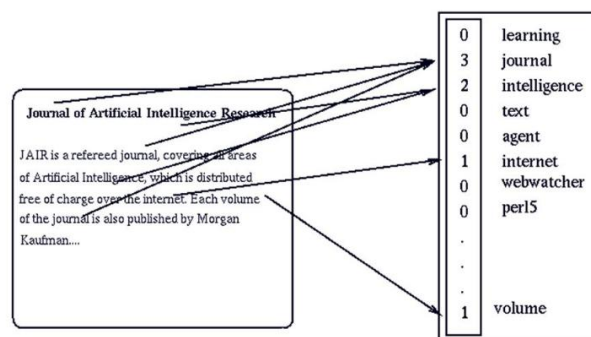 Journal of Artificial Intelligence Research
JAIR is a refereed journal, covering all areas
of Artificial Intelligence, which is distributed
free of charge over the internet. Each volume
of the journal is also published by Morgan
Kaufman....
0 learning
3 journal
2 intelligence
0 text
0 agent
1 internet
0 webwatcher
0 perl5
.
.
.
1 volume